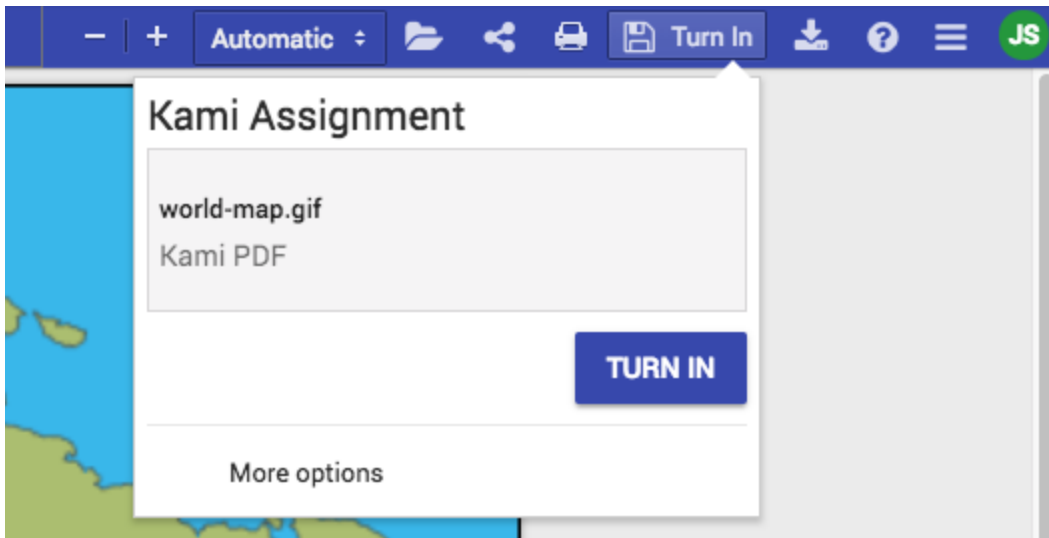 Automatic
Turn In
JS
Kami Assignment
world-map.gif
Kami PDF
TURN IN
More options